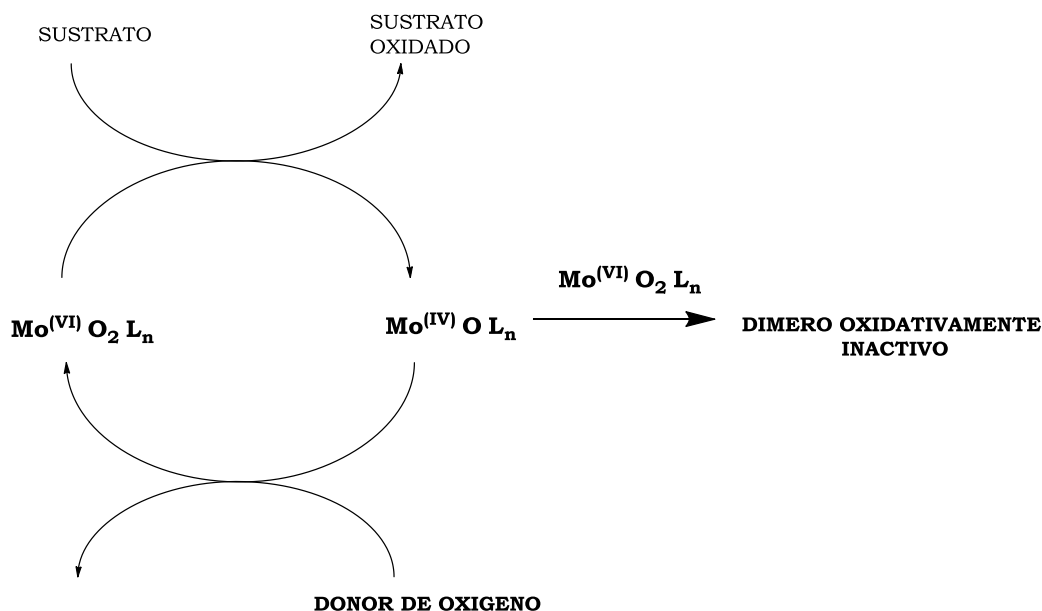 SUSTRATO
SUSTRATO
OXIDADO
Mo(VI) O2 Ln
Mo(VI) O2 Ln
Mo(IV) O Ln
DIMERO OXIDATIVAMENTE
INACTIVO
DONOR DE OXIGENO